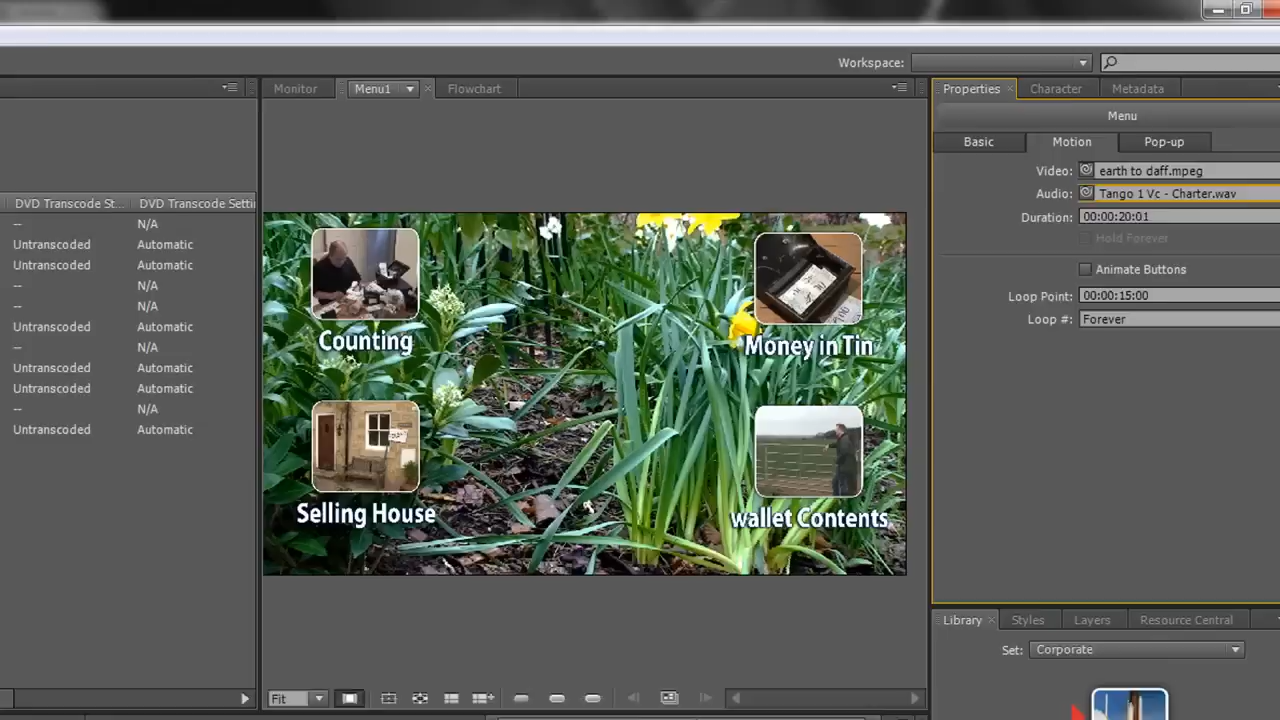 Workspace:
Monitor
Menu1
Flowchart
Properties
Character
Metadata
Menu
Basic
Motion
Pop-up
Video:
earth to daff.mpeg
Audio:
Tango 1 Vc - Charter.wav
Duration:
00:00:20:01
Hold Forever
Animate Buttons
Loop Point:
00:00:15:00
Loop #:
Forever
DVD Transcode St...
DVD Transcode Setti
-- N/A
Untranscoded Automatic
Untranscoded Automatic
-- N/A
-- N/A
Untranscoded Automatic
-- N/A
Untranscoded Automatic
Untranscoded Automatic
-- N/A
Untranscoded Automatic
Counting
Money in Tin
Selling House
wallet Contents
Library
Styles
Layers
Resource Central
Set:
Corporate
Fit